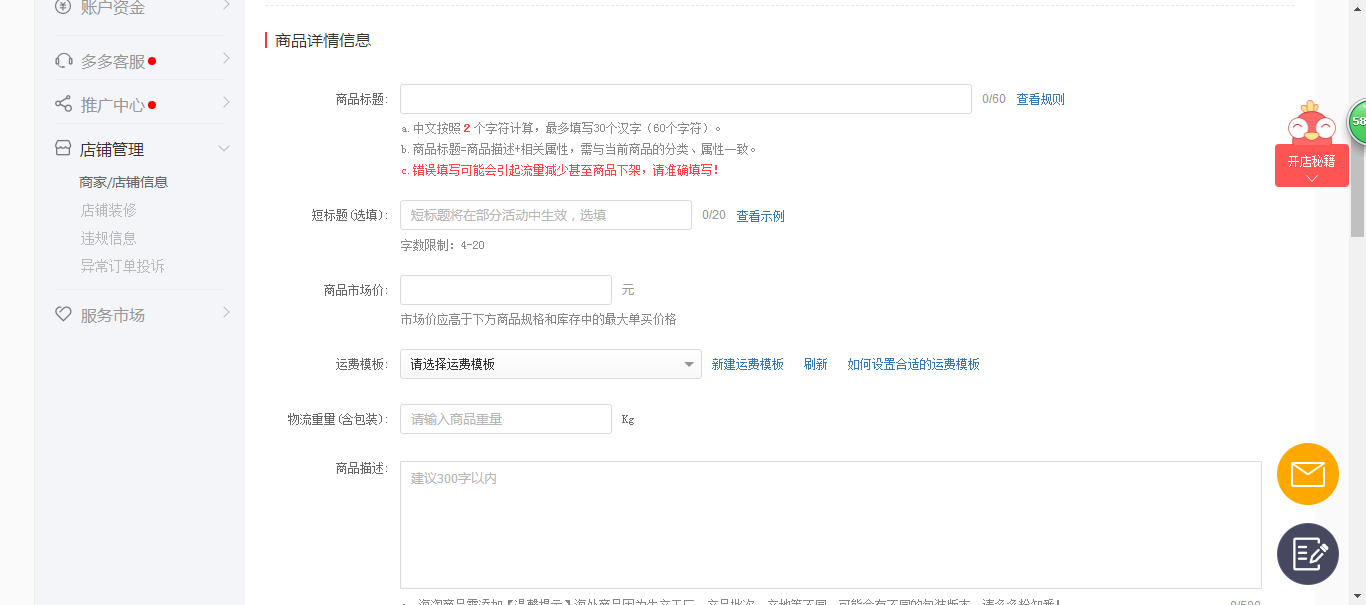 账户资金
多多客服
推广中心
店铺管理
商家/店铺信息
店铺装修
违规信息
异常订单投诉
服务市场
商品详情信息
商品标题: 0/60 查看规则
a.中文按照 2 个字符计算，最多填写30个汉字（60个字符）。
b.商品标题=商品描述+相关属性，需与当前商品的分类、属性一致。
c.错误填写可能会引起流量减少甚至商品下架，请准确填写！
短标题(选填): 短标题将在部分活动中生效，选填 0/20 查看示例
字数限制：4-20
商品市场价: 元
市场价应高于下方商品规格和库存中的最大单买价格
运费模板: 请选择运费模板 新建运费模板 刷新 如何设置合适的运费模板
物流重量(含包装): 请输入商品重量 Kg
商品描述: 建议300字以内
开店秘籍
58